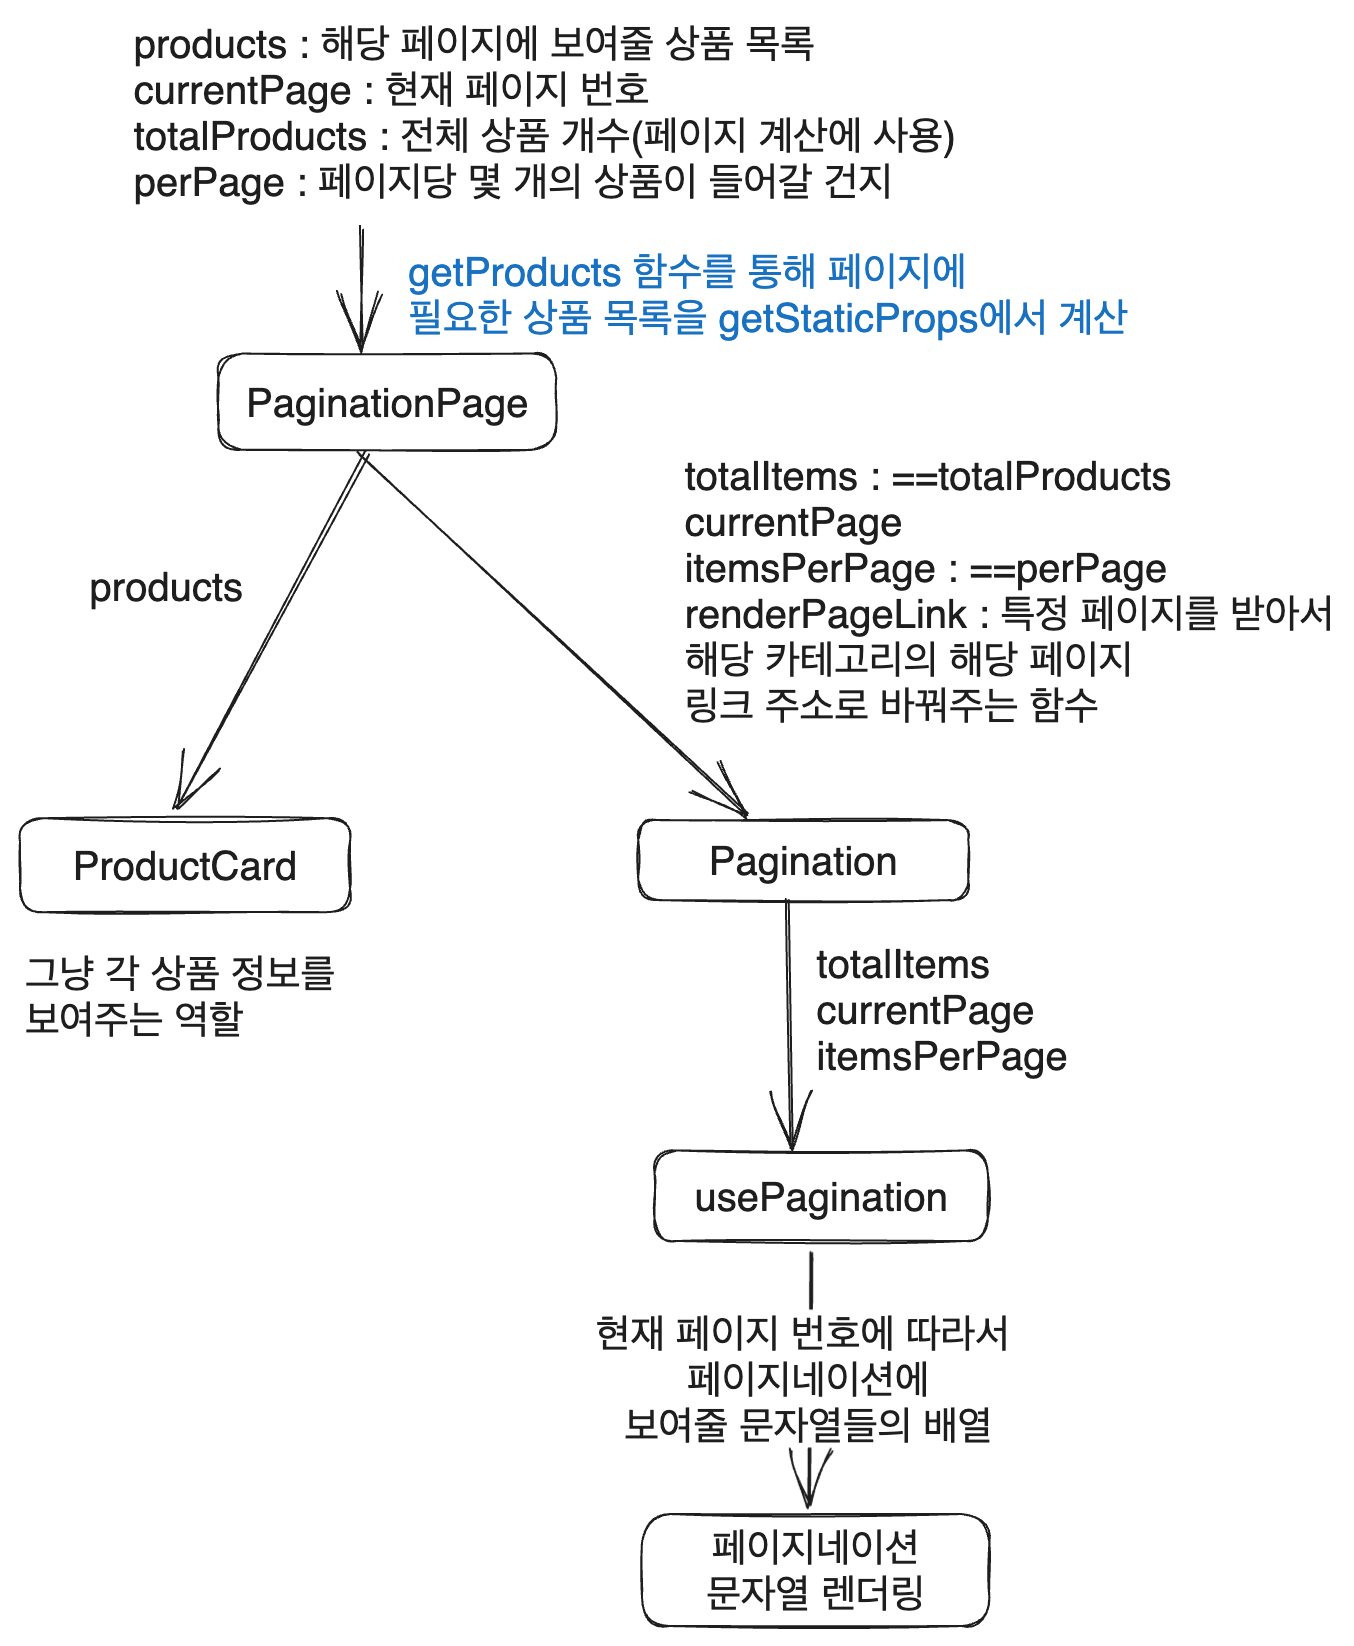 products : 해당 페이지에 보여줄 상품 목록
currentPage : 현재 페이지 번호
totalProducts : 전체 상품 개수(페이지 계산에 사용)
perPage : 페이지당 몇 개의 상품이 들어갈 건지
getProducts 함수를 통해 페이지에
필요한 상품 목록을 getStaticProps에서 계산
PaginationPage
products
totalItems : ==totalProducts
currentPage
itemsPerPage : ==perPage
renderPageLink : 특정 페이지를 받아서
해당 카테고리의 해당 페이지
링크 주소로 바꿔주는 함수
ProductCard
그냥 각 상품 정보를
보여주는 역할
Pagination
totalItems
currentPage
itemsPerPage
usePagination
현재 페이지 번호에 따라서
페이지네이션에
보여줄 문자열들의 배열
페이지네이션
문자열 렌더링